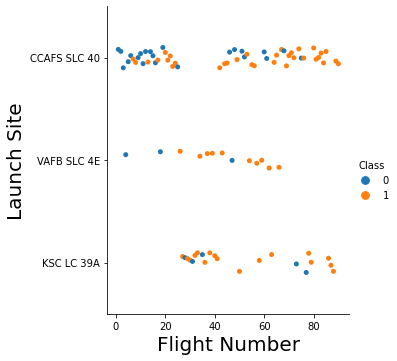 CCAFS SLC 40
VAFB SLC 4E
KSC LC 39A
Launch Site
0 20 40 60 80
Flight Number
Class
0
1